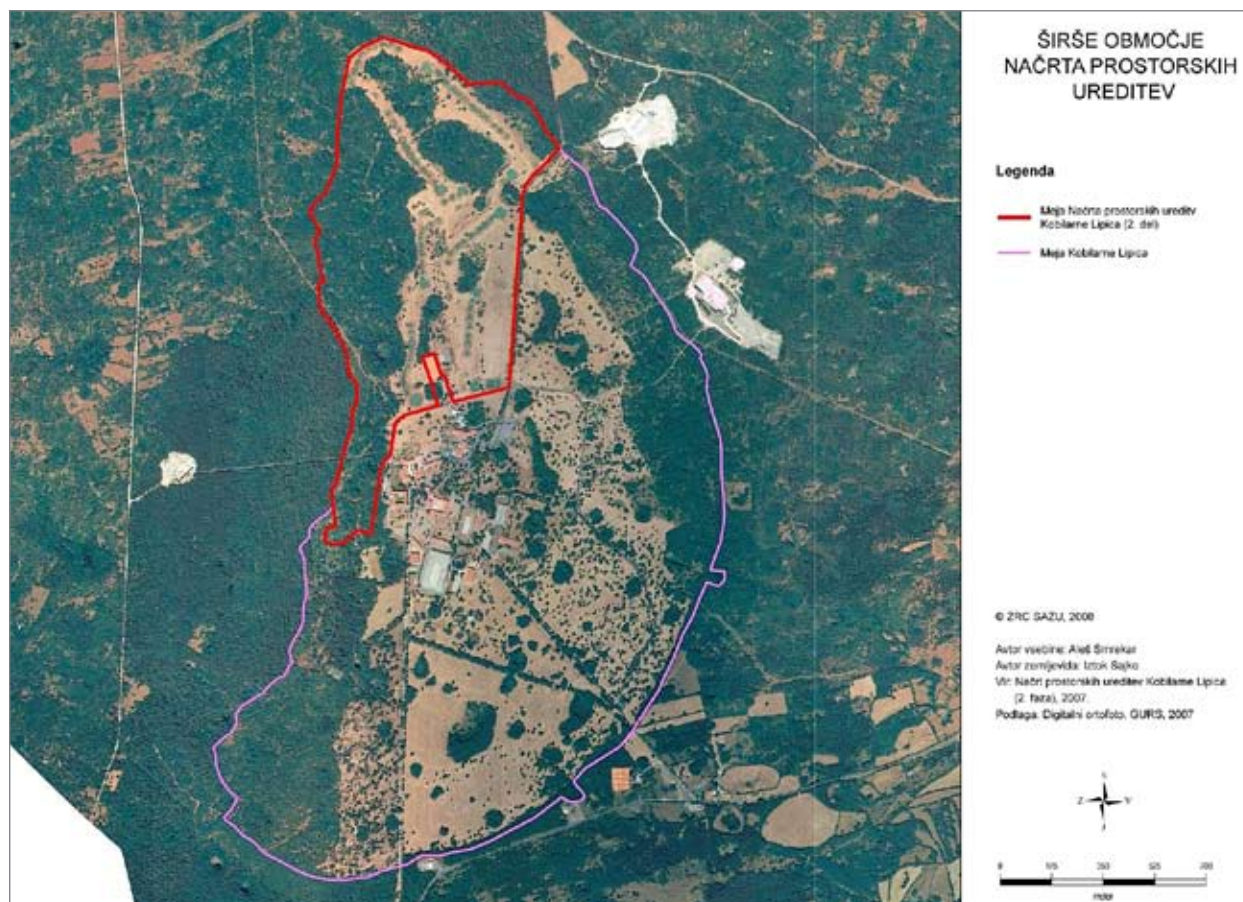 ŠIRŠE OBMOČJE
NAČRTA PROSTORSKIH
UREDITEV
Legenda
Meja Načrta prostorskih ureditv
Kobilarne Lipica (2. del)
Meja Kobilarne Lipica
© ZRC SAZU, 2008
Avtor vsebine: Aleš Smrekar
Avtor zemljevida: Iztok Sajko
Vir: Načrt prostorskih ureditev Kobilarne Lipica
(2. faza), 2007
Podlaga: Digitalni ortofoto, GURS, 2007
S
Z V
J
0